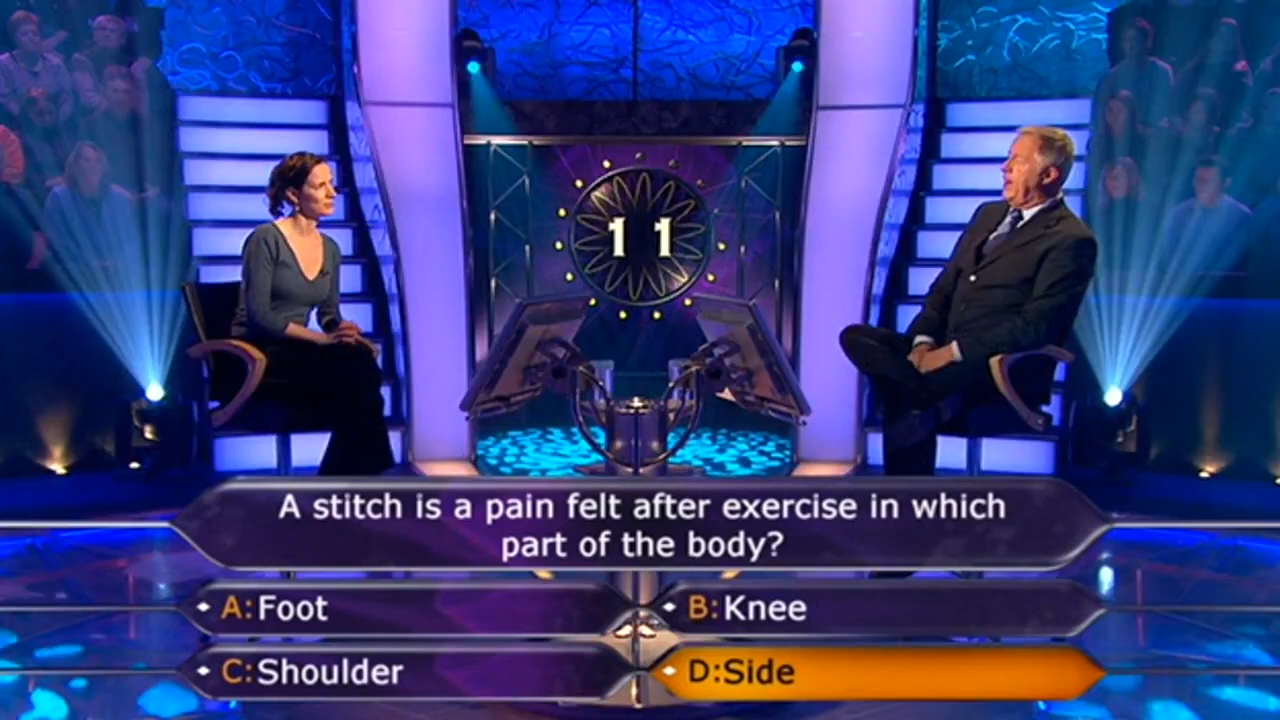 11
A stitch is a pain felt after exercise in which
part of the body?
A: Foot
B: Knee
C: Shoulder
D: Side